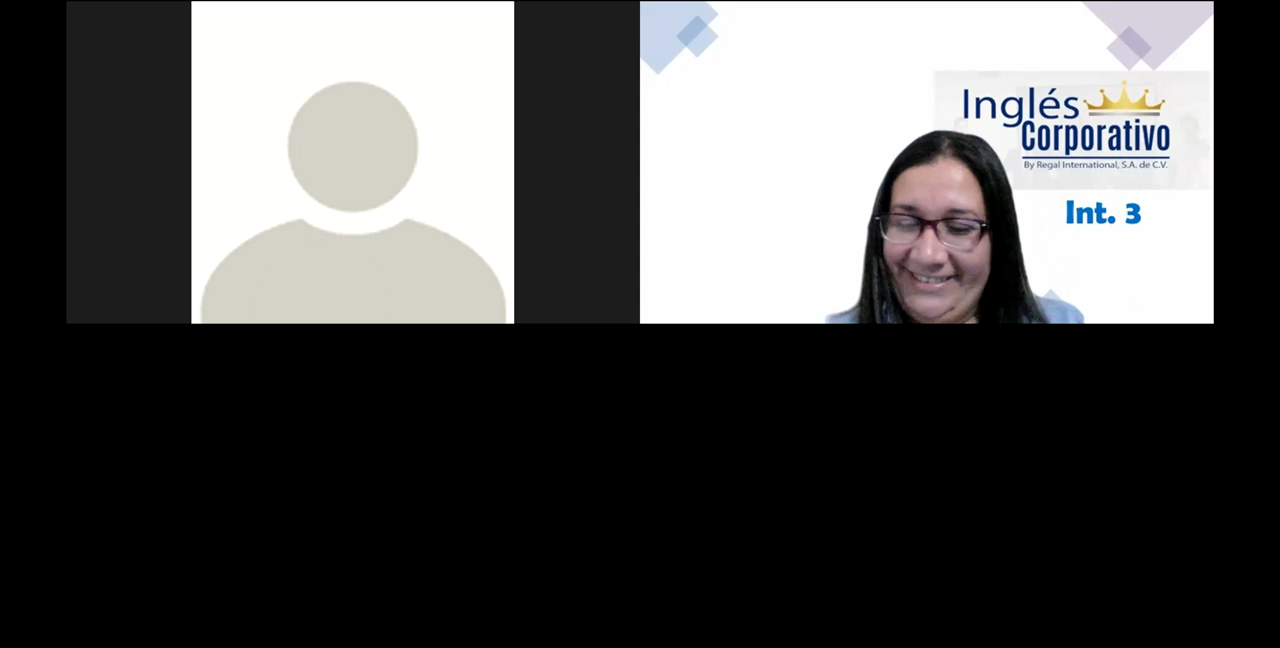 Inglés
Corporativo
By Regal International, S.A. de C.V.
Int. 3